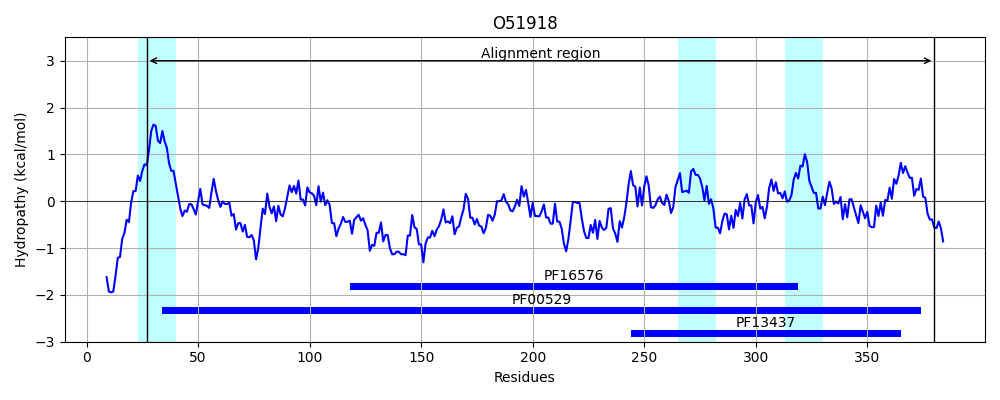 O51918
Hydropathy (kcal/mol)
3
2
1
0
−1
−2
−3
Alignment region
PF16576
PF00529
PF13437
0 50 100 150 200 250 300 350
Residues